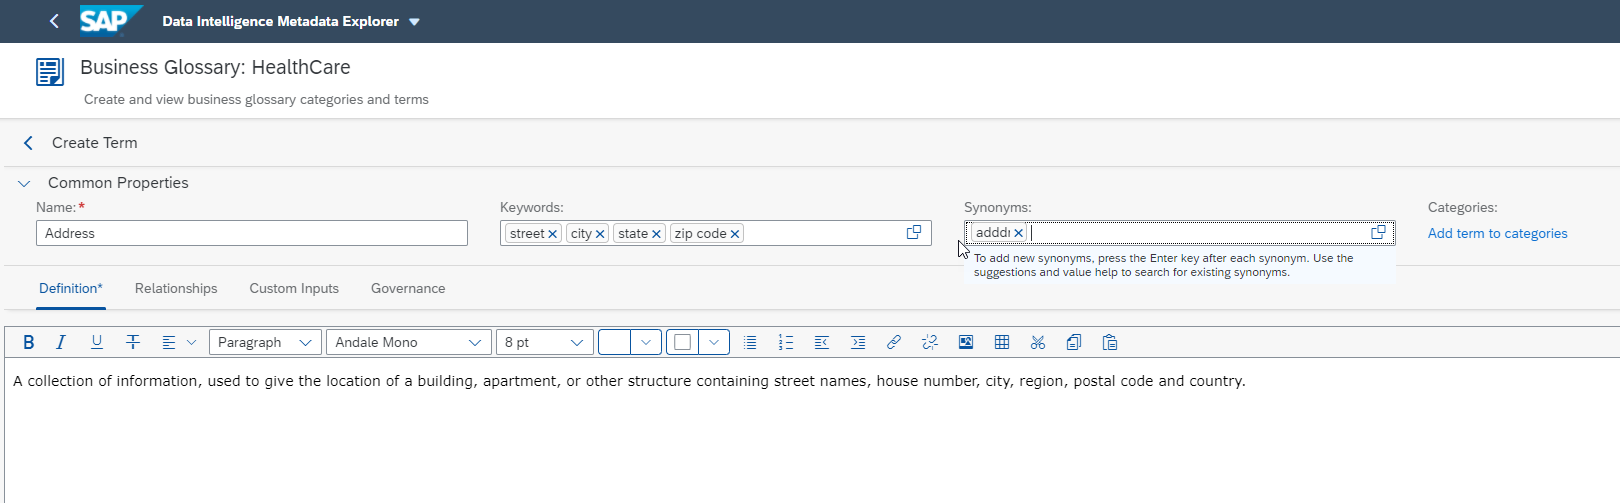 SAP Data Intelligence Metadata Explorer
Business Glossary: HealthCare
Create and view business glossary categories and terms
Create Term
Common Properties
Name:* Keywords: Synonyms: Categories:
Address street city state zip code adddr Add term to categories
To add new synonyms, press the Enter key after each synonym. Use the
suggestions and value help to search for existing synonyms.
Definition* Relationships Custom Inputs Governance
B I U T Paragraph Andale Mono 8 pt
A collection of information, used to give the location of a building, apartment, or other structure containing street names, house number, city, region, postal code and country.